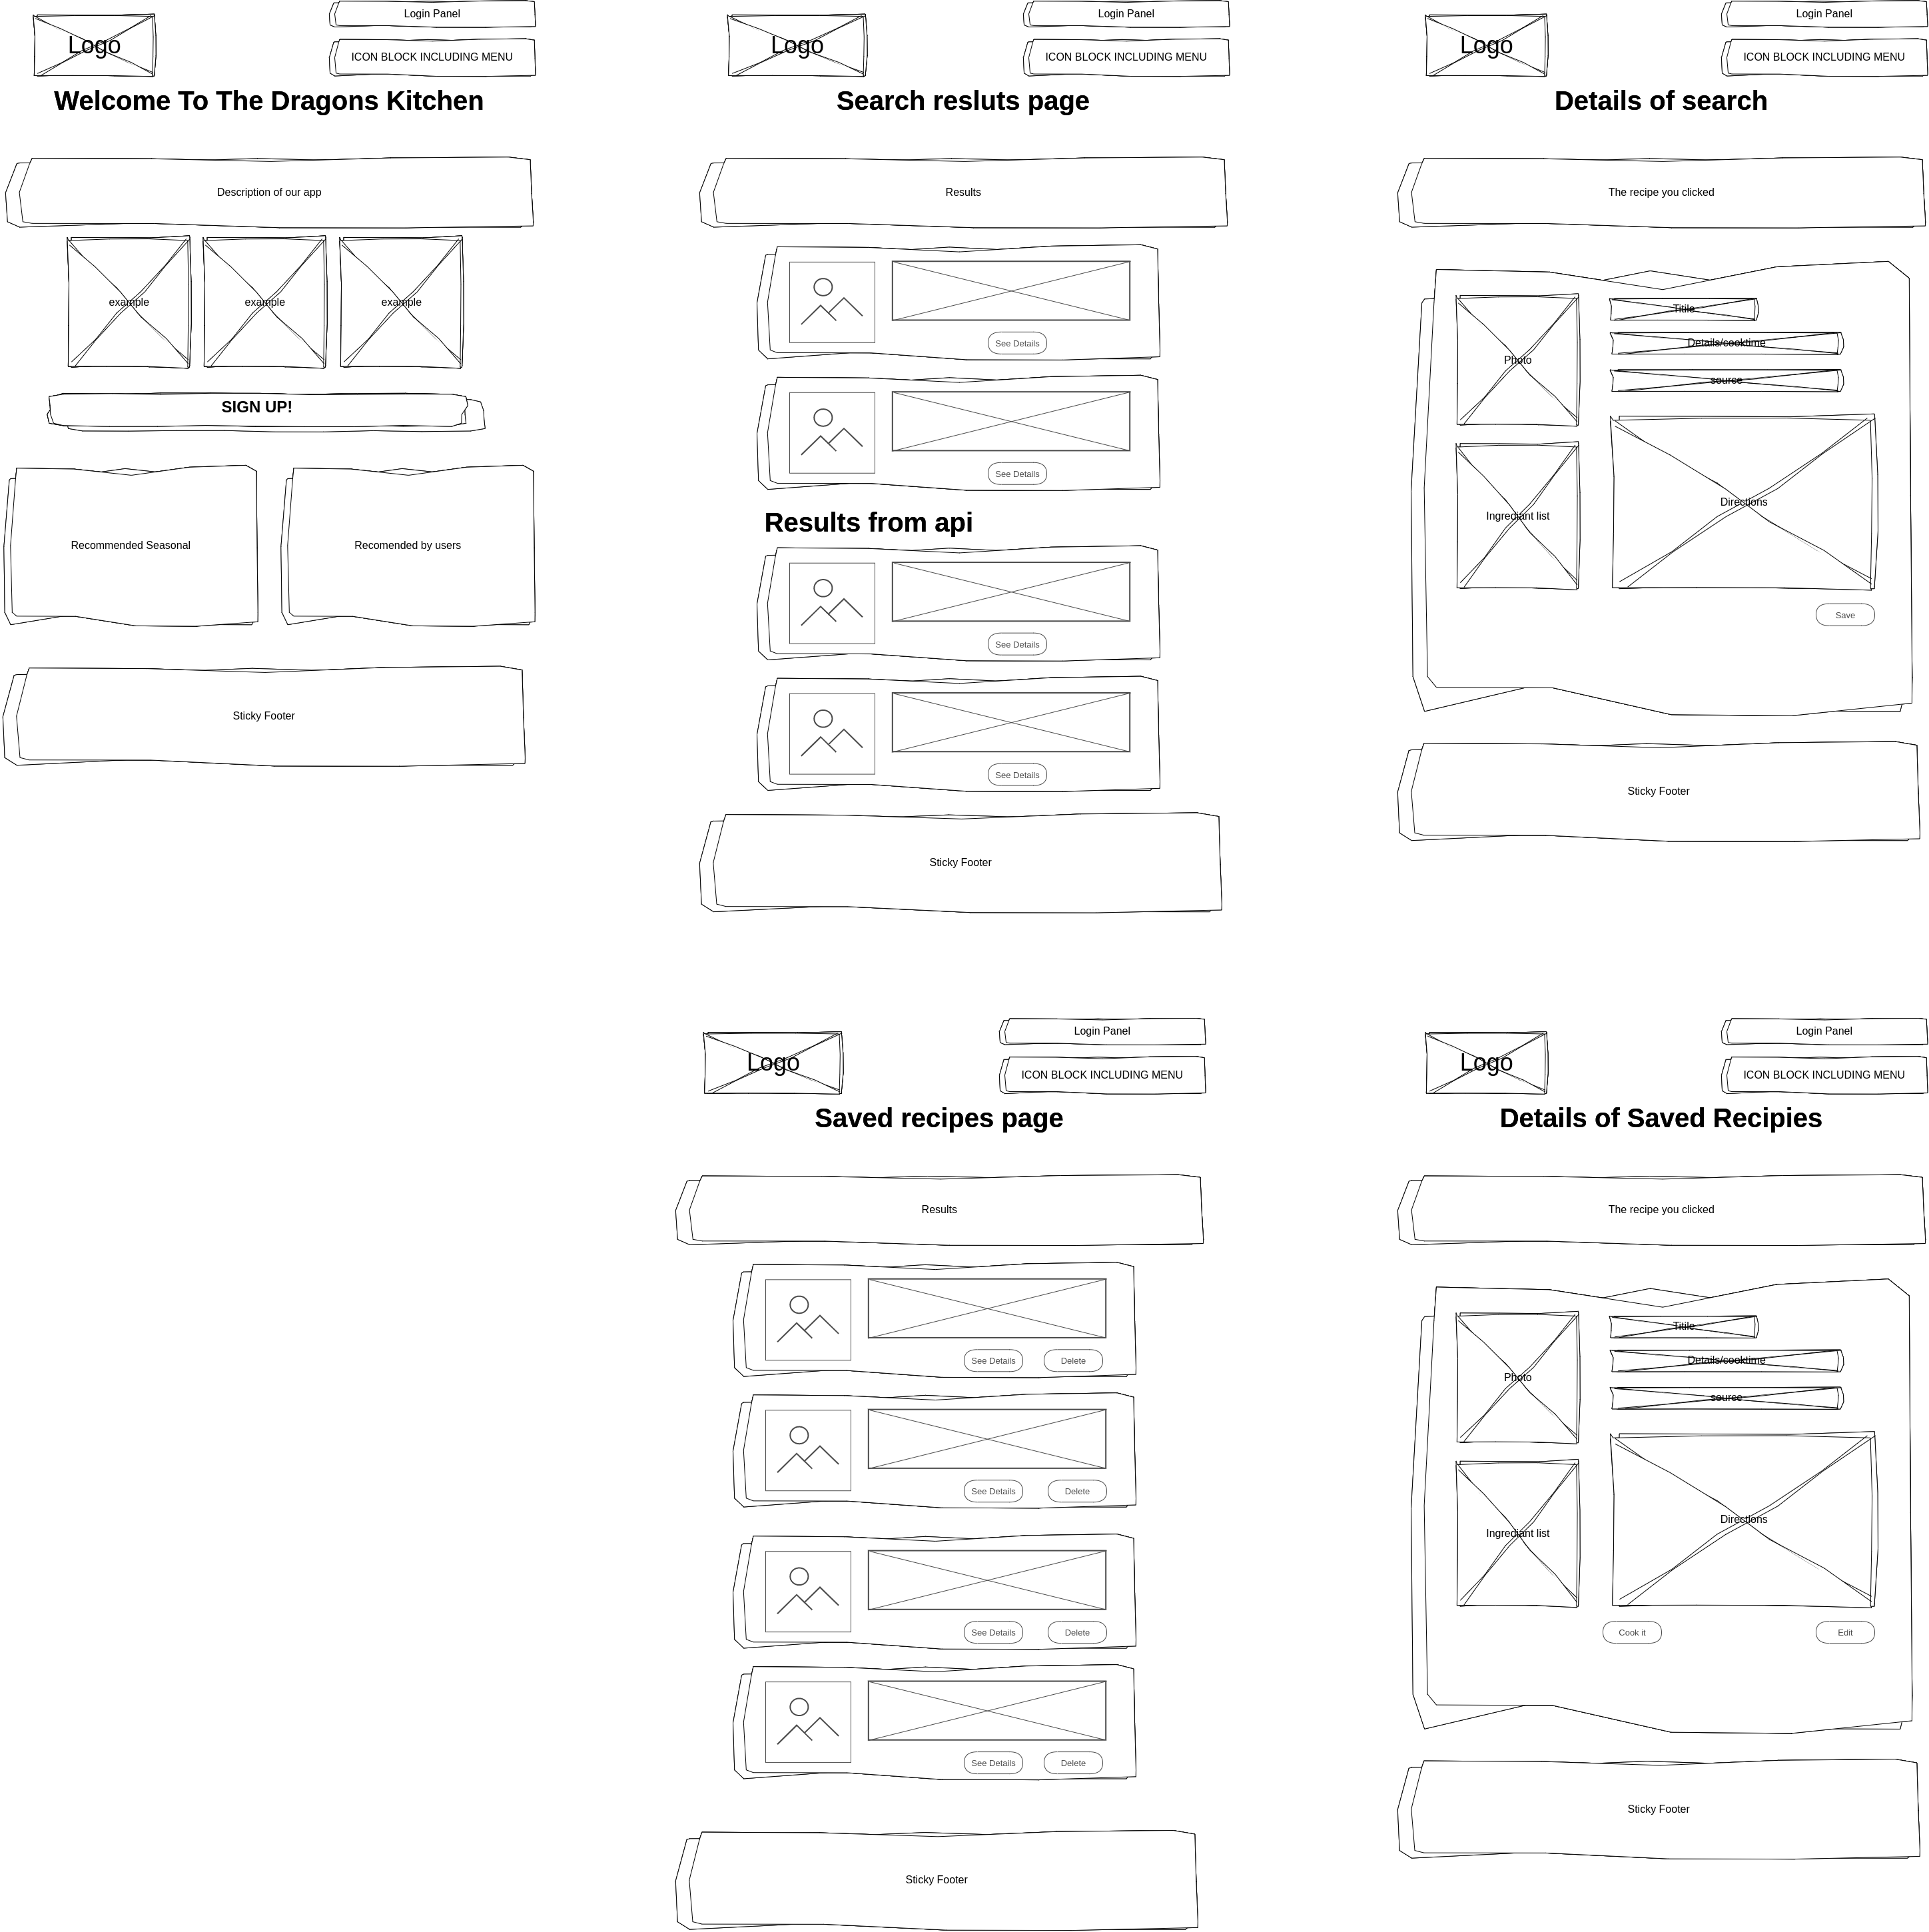 Logo
Login Panel
ICON BLOCK INCLUDING MENU
Welcome To The Dragons Kitchen
Description of our app
example
example
example
SIGN UP!
Recommended Seasonal
Recomended by users
Sticky Footer
Logo
Login Panel
ICON BLOCK INCLUDING MENU
Search resluts page
Results
See Details
See Details
Results from api
See Details
See Details
Sticky Footer
Logo
Login Panel
ICON BLOCK INCLUDING MENU
Details of search
The recipe you clicked
Photo
Titile
Details/cooktime
source
Ingrediant list
Directions
Save
Sticky Footer
Logo
Login Panel
ICON BLOCK INCLUDING MENU
Saved recipes page
Results
See Details
Delete
See Details
Delete
See Details
Delete
See Details
Delete
Sticky Footer
Logo
Login Panel
ICON BLOCK INCLUDING MENU
Details of Saved Recipies
The recipe you clicked
Photo
Titile
Details/cooktime
source
Ingrediant list
Directions
Cook it
Edit
Sticky Footer